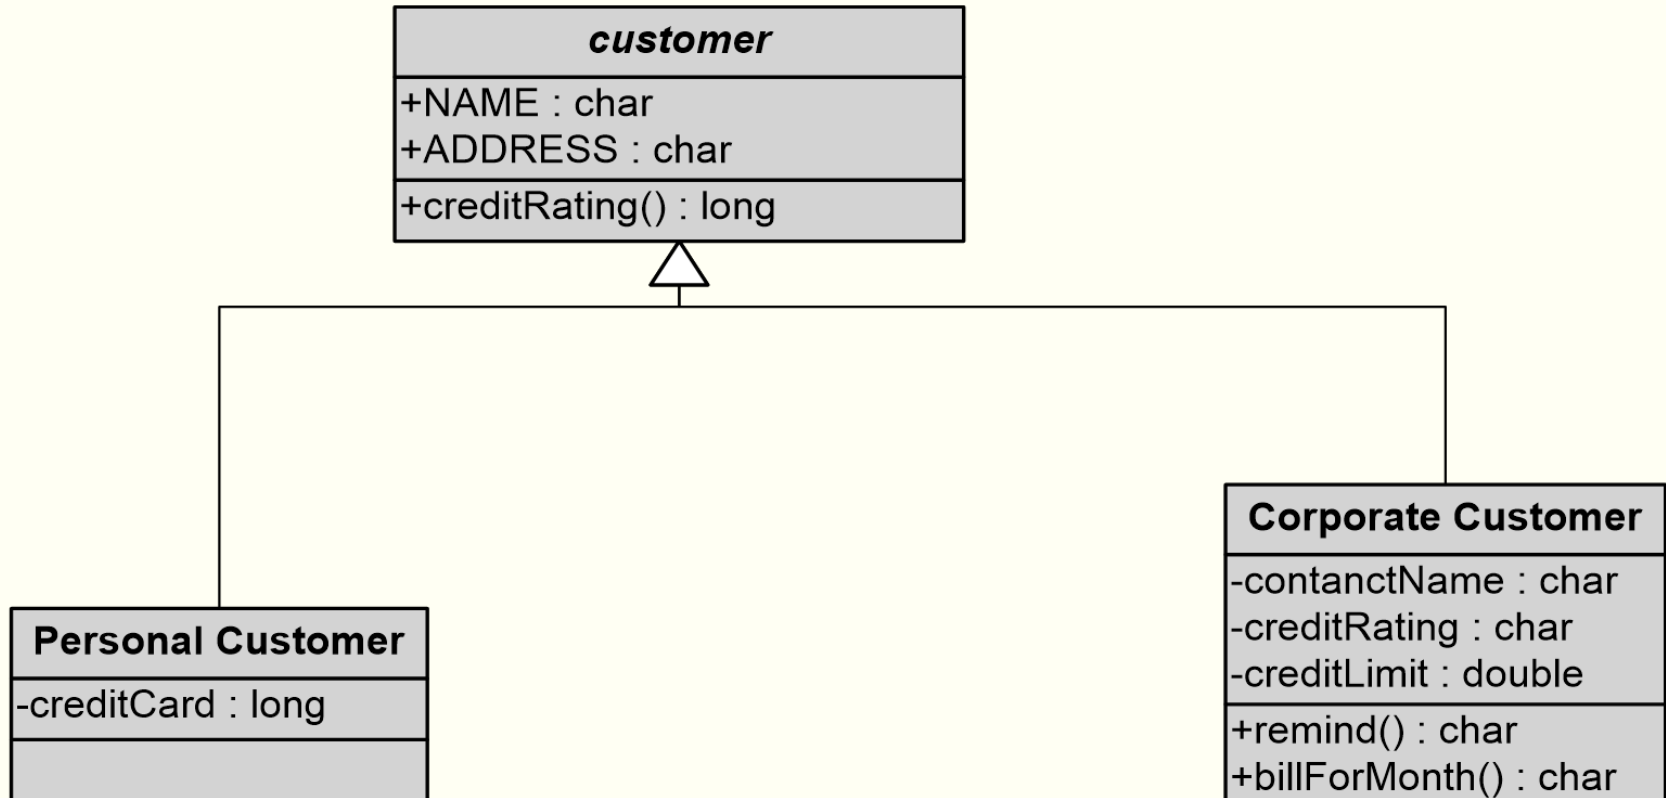 customer
+NAME : char
+ADDRESS : char
+creditRating() : long
Personal Customer
-creditCard : long
Corporate Customer
-contanctName : char
-creditRating : char
-creditLimit : double
+remind() : char
+billForMonth() : char